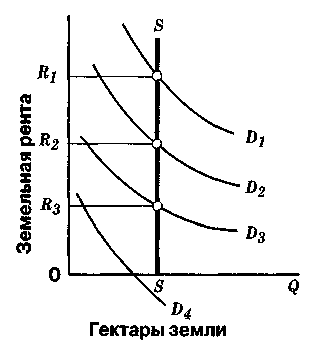 S
R1
D1
R2
D2
R3
D3
Земельная рента
0
S
Q
D4
Гектары земли